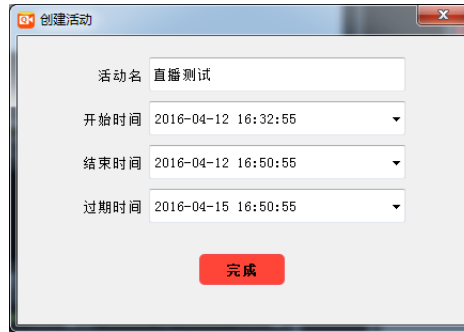 创建活动
活动名 直播测试
开始时间 2016-04-12 16:32:55
结束时间 2016-04-12 16:50:55
过期时间 2016-04-15 16:50:55
完成